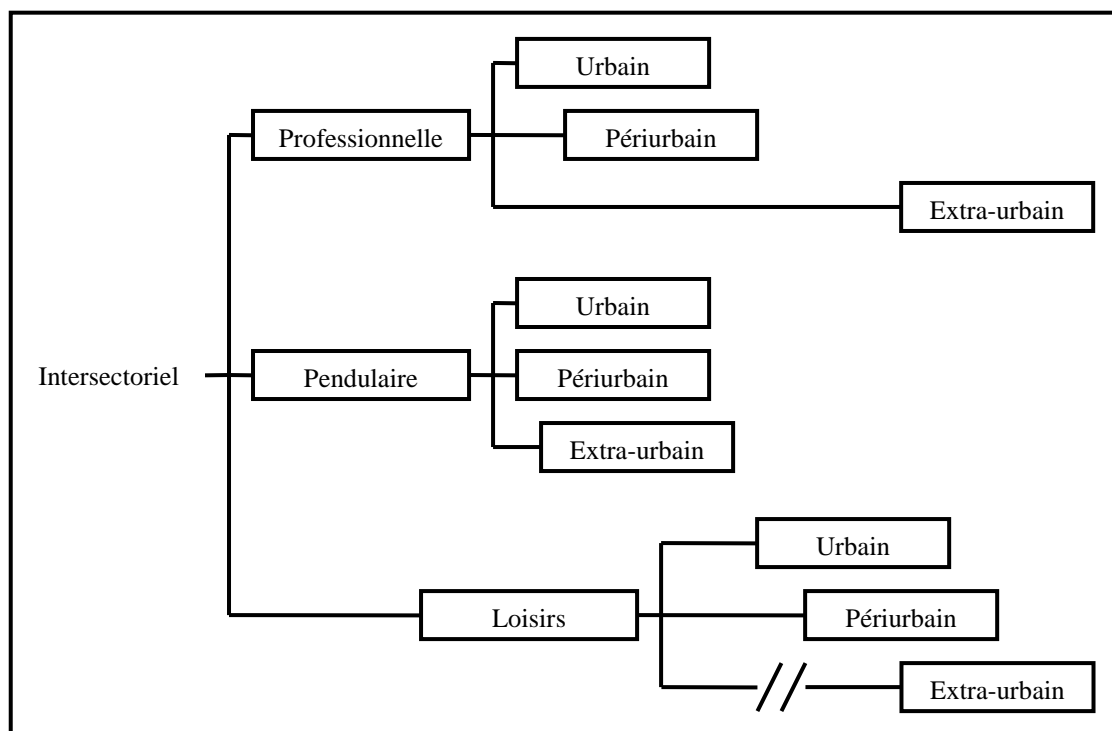 Intersectoriel
Professionnelle
Urbain
Périurbain
Extra-urbain
Pendulaire
Urbain
Périurbain
Extra-urbain
Loisirs
Urbain
Périurbain
Extra-urbain